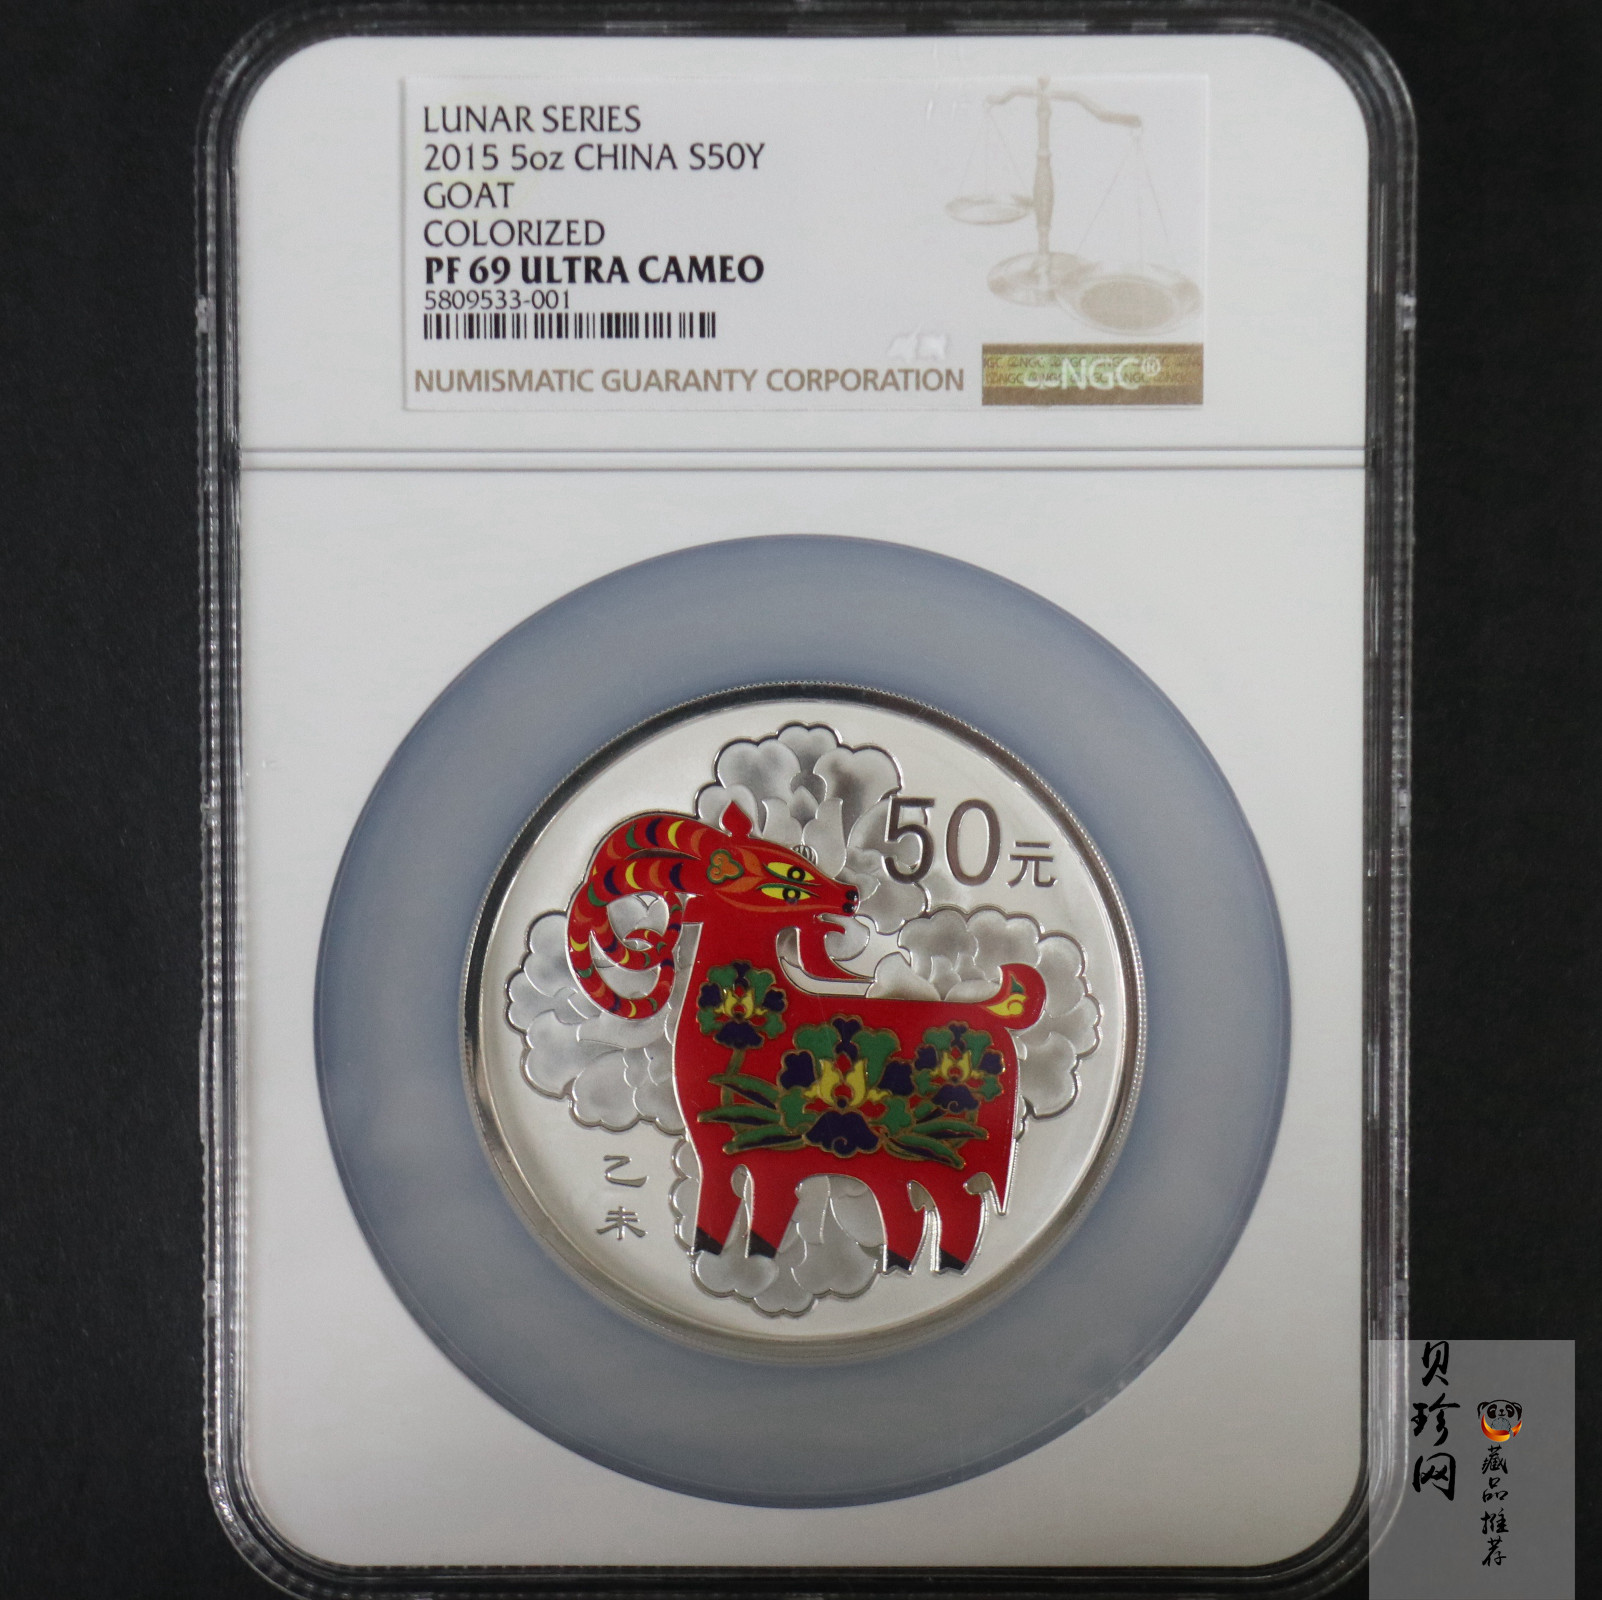 LUNAR SERIES
2015 5oz CHINA S50Y
GOAT
COLORIZED
PF 69 ULTRA CAMEO
5809533-001
NUMISMATIC GUARANTY CORPORATION
NGC®
50元
乙未
贝珍网
藏品推荐